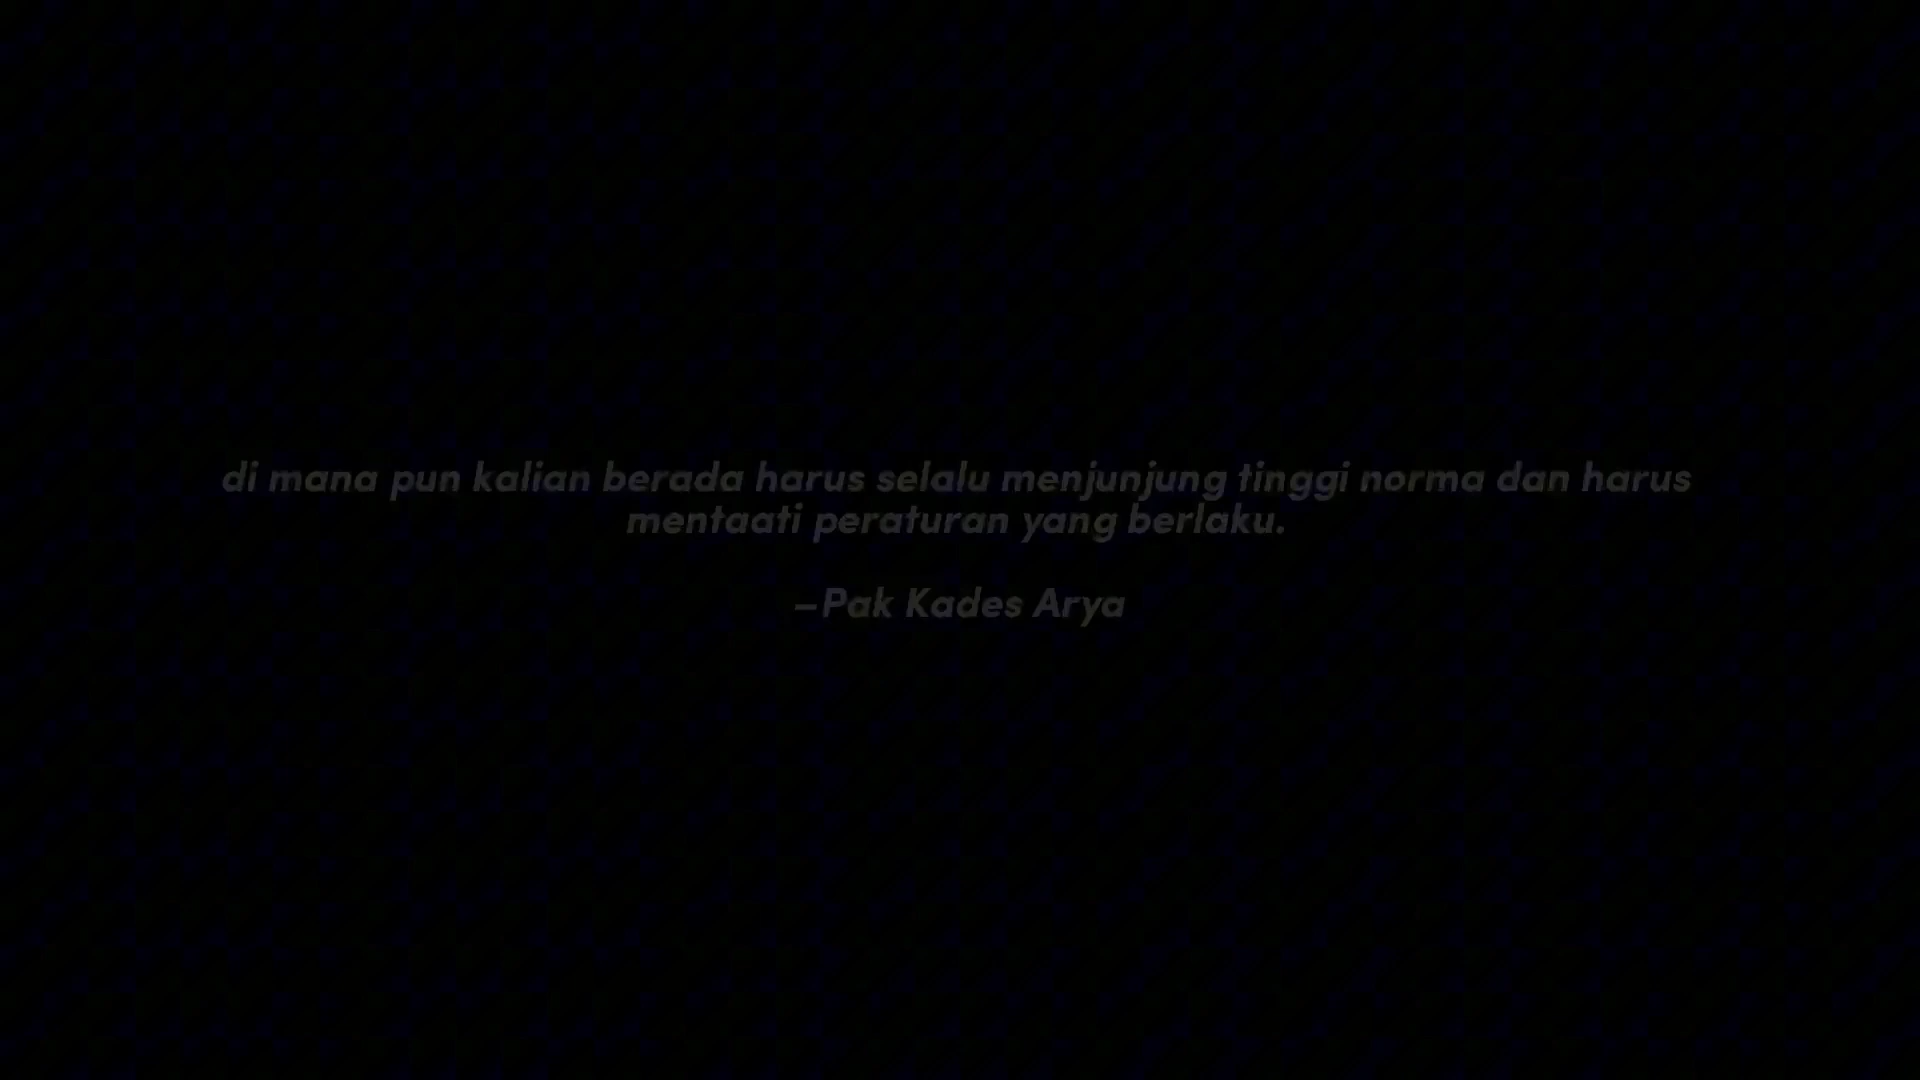 di mana pun kalian berada harus selalu menjunjung tinggi norma dan harus
mentaati peraturan yang berlaku.
–Pak Kades Arya